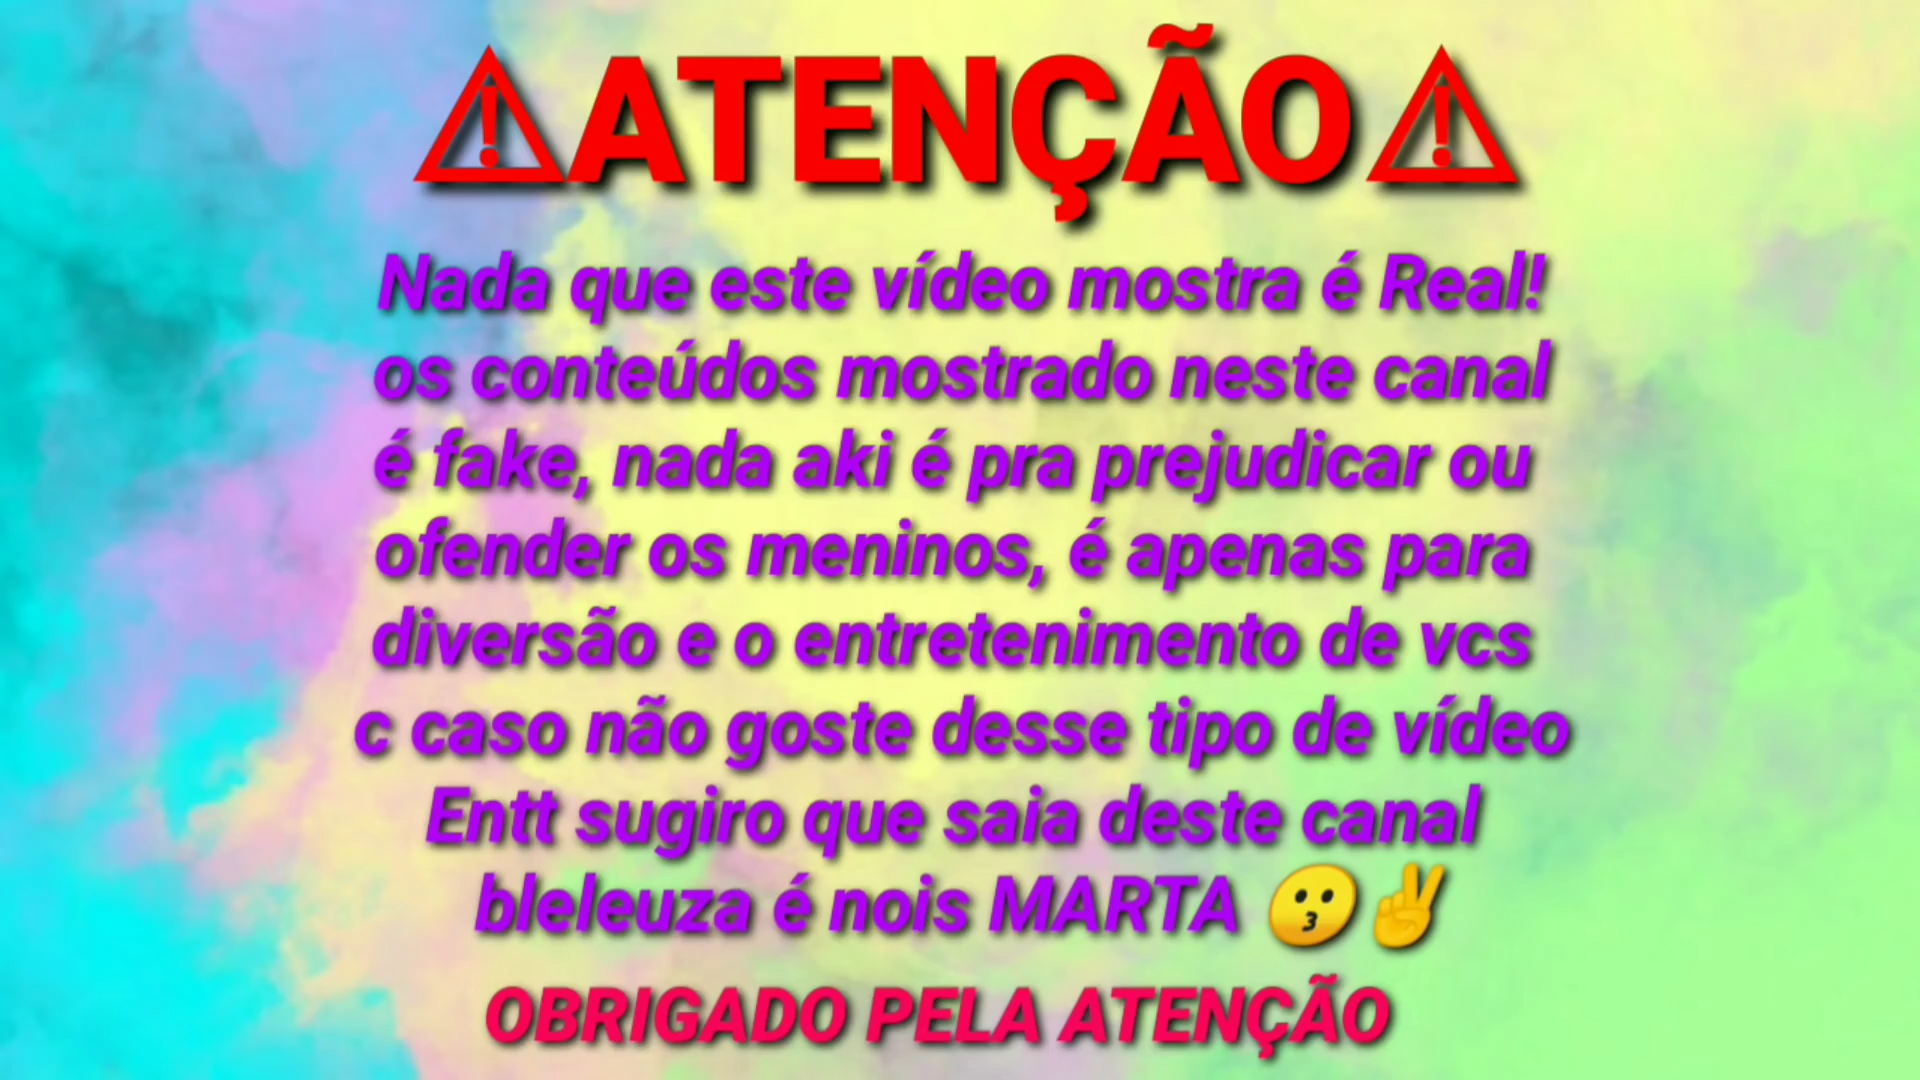 ⚠ATENÇÃO⚠
Nada que este vídeo mostra é Real!
os conteúdos mostrado neste canal
é fake, nada aki é pra prejudicar ou
ofender os meninos, é apenas para
diversão e o entretenimento de vcs
c caso não goste desse tipo de vídeo
Entt sugiro que saia deste canal
bleleuza é nois MARTA 😗✌
OBRIGADO PELA ATENÇÃO